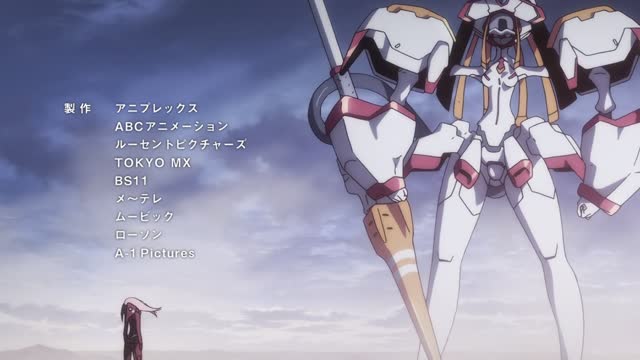 製作 アニプレックス
ABCアニメーション
ルーセントピクチャーズ
TOKYO MX
BS11
メ〜テレ
ムービック
ローソン
A-1 Pictures